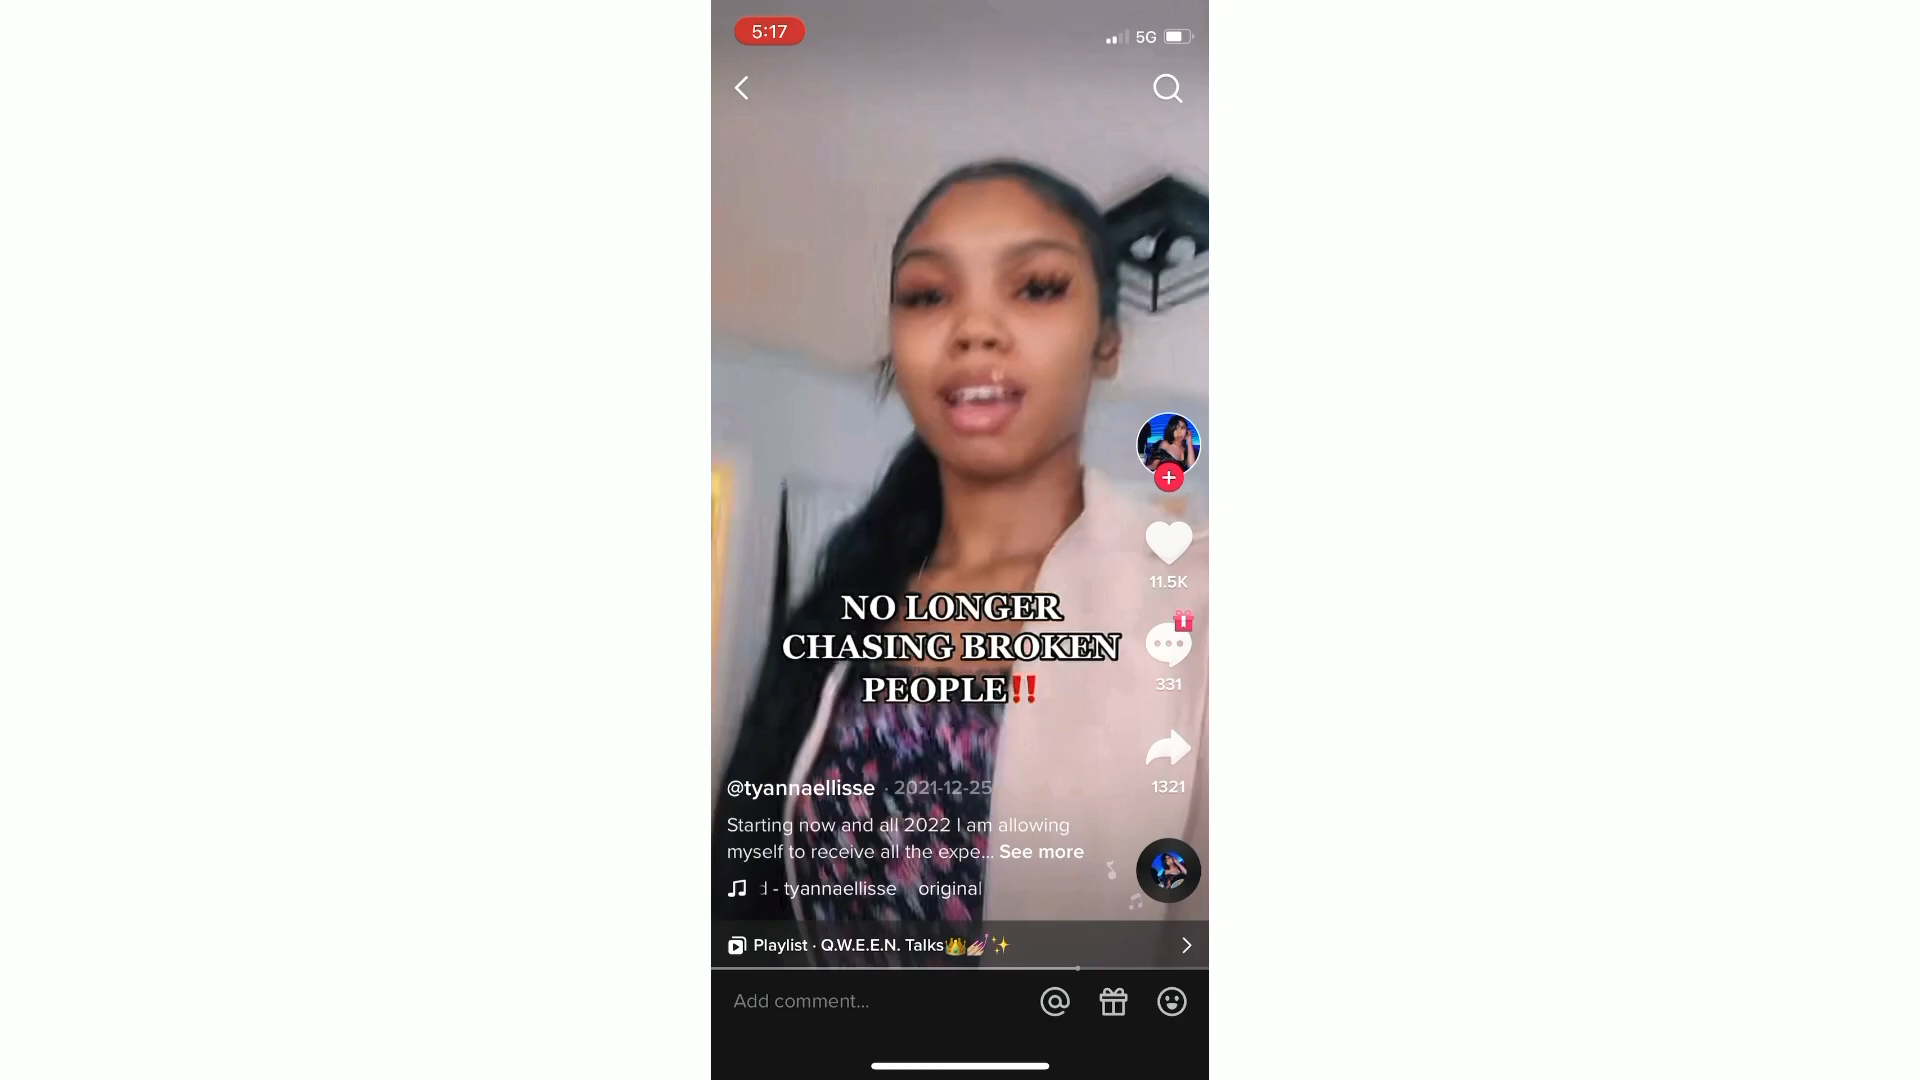 5:17
5G
11.5K
NO LONGER
CHASING BROKEN
PEOPLE‼️
331
1321
@tyannaellisse · 2021-12-25
Starting now and all 2022 I am allowing
myself to receive all the expe... See more
d - tyannaellisse original
Playlist · Q.W.E.E.N. Talks👑💅🏼✨
Add comment...